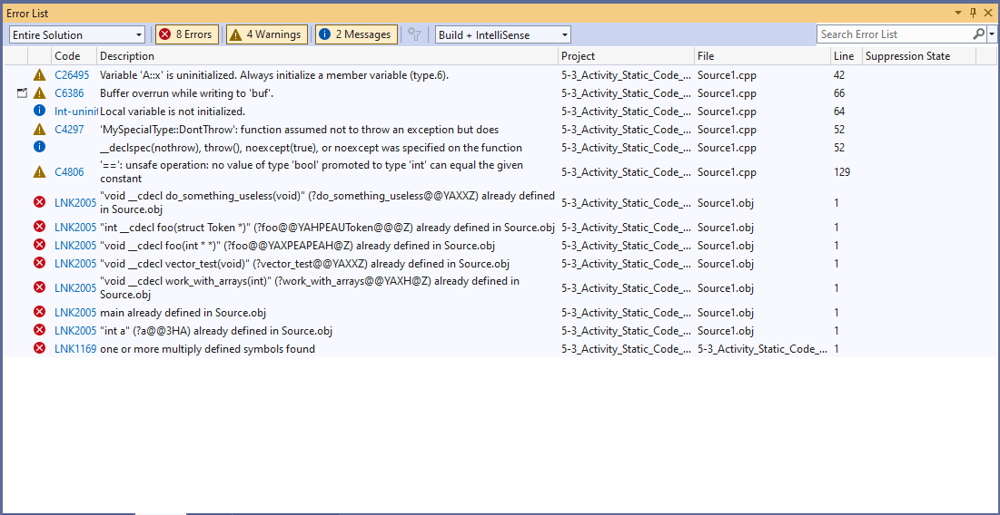 Error List
Entire Solution 8 Errors 4 Warnings 2 Messages Build + IntelliSense Search Error List
Code Description Project File Line Suppression State
C26495 Variable 'A::x' is uninitialized. Always initialize a member variable (type.6). 5-3_Activity_Static_Code_... Source1.cpp 42
C6386 Buffer overrun while writing to 'buf'. 5-3_Activity_Static_Code_... Source1.cpp 66
Int-uninit Local variable is not initialized. 5-3_Activity_Static_Code_... Source1.cpp 64
C4297 'MySpecialType::DontThrow': function assumed not to throw an exception but does 5-3_Activity_Static_Code_... Source1.cpp 52
__declspec(nothrow), throw(), noexcept(true), or noexcept was specified on the function 5-3_Activity_Static_Code_... Source1.cpp 52
C4806 '==': unsafe operation: no value of type 'bool' promoted to type 'int' can equal the given
constant 5-3_Activity_Static_Code_... Source1.cpp 129
LNK2005 "void __cdecl do_something_useless(void)" (?do_something_useless@@YAXXZ) already defined
in Source.obj 5-3_Activity_Static_Code_... Source1.obj 1
LNK2005 "int __cdecl foo(struct Token *)" (?foo@@YAHPEAUToken@@@Z) already defined in Source.obj 5-3_Activity_Static_Code_... Source1.obj 1
LNK2005 "void __cdecl foo(int * *)" (?foo@@YAXPEAPEAH@Z) already defined in Source.obj 5-3_Activity_Static_Code_... Source1.obj 1
LNK2005 "void __cdecl vector_test(void)" (?vector_test@@YAXXZ) already defined in Source.obj 5-3_Activity_Static_Code_... Source1.obj 1
LNK2005 "void __cdecl work_with_arrays(int)" (?work_with_arrays@@YAXH@Z) already defined in
Source.obj 5-3_Activity_Static_Code_... Source1.obj 1
LNK2005 main already defined in Source.obj 5-3_Activity_Static_Code_... Source1.obj 1
LNK2005 "int a" (?a@@3HA) already defined in Source.obj 5-3_Activity_Static_Code_... Source1.obj 1
LNK1169 one or more multiply defined symbols found 5-3_Activity_Static_Code_... 5-3_Activity_Static_Code_... 1